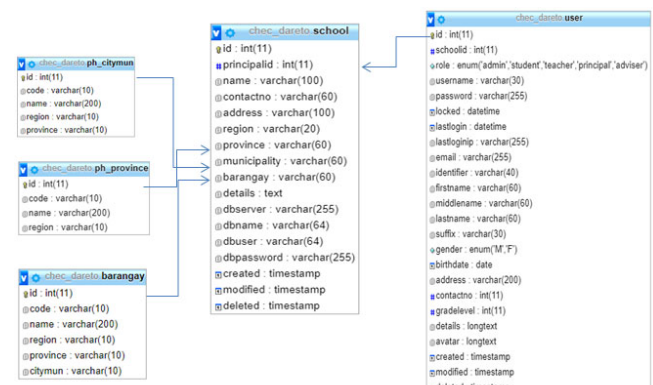 chec_dareto.ph_citymun
id : int(11)
code : varchar(10)
name : varchar(200)
region : varchar(10)
province : varchar(10)
chec_dareto.ph_province
id : int(11)
code : varchar(10)
name : varchar(200)
region : varchar(10)
chec_dareto.barangay
id : int(11)
code : varchar(10)
name : varchar(200)
region : varchar(10)
province : varchar(10)
citymun : varchar(10)
chec_dareto.school
id : int(11)
principalid : int(11)
name : varchar(100)
contactno : varchar(60)
address : varchar(100)
region : varchar(20)
province : varchar(60)
municipality : varchar(60)
barangay : varchar(60)
details : text
dbserver : varchar(255)
dbname : varchar(64)
dbuser : varchar(64)
dbpassword : varchar(255)
created : timestamp
modified : timestamp
deleted : timestamp
chec_dareto.user
id : int(11)
schoolid : int(11)
role : enum('admin','student','teacher','principal','adviser')
username : varchar(30)
password : varchar(255)
locked : datetime
lastlogin : datetime
lastloginip : varchar(255)
email : varchar(255)
identifier : varchar(40)
firstname : varchar(60)
middlename : varchar(60)
lastname : varchar(60)
suffix : varchar(30)
gender : enum('M','F')
birthdate : date
address : varchar(200)
contactno : int(11)
gradelevel : int(11)
details : longtext
avatar : longtext
created : timestamp
modified : timestamp